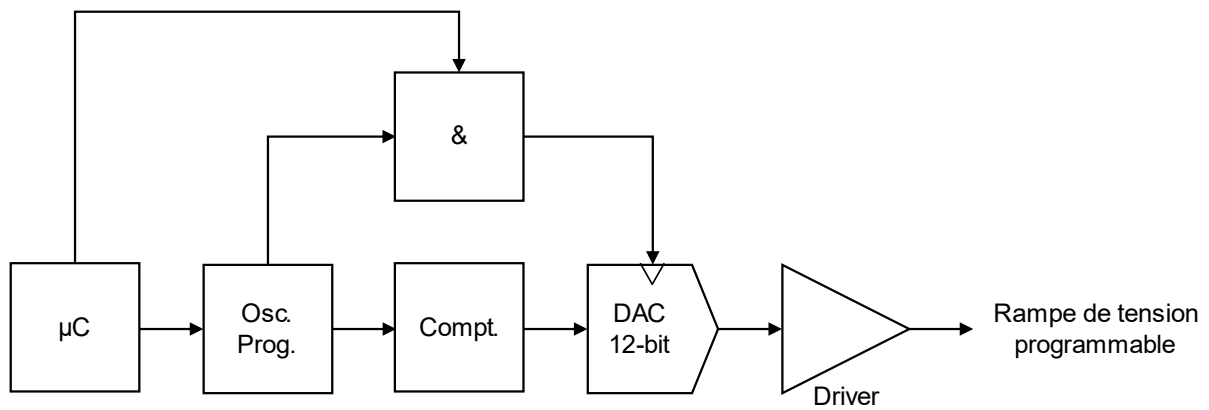 &
µC
Osc.
Prog.
Compt.
DAC
12-bit
Driver
Rampe de tension
programmable